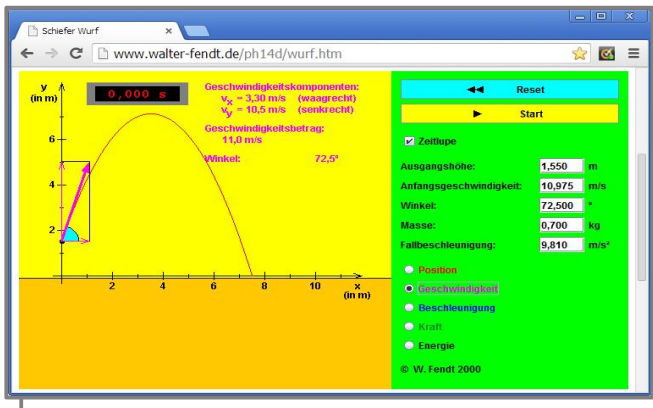 Schiefer Wurf
www.walter-fendt.de/ph14d/wurf.htm
y
(in m)
0,000 s
Geschwindigkeitskomponenten:
vx = 3,30 m/s (waagrecht)
vy = 10,5 m/s (senkrecht)
Geschwindigkeitsbetrag:
11,0 m/s
Winkel: 72,5°
6
4
2
2 4 6 8 10 x
(in m)
Reset
Start
Zeitlupe
Ausgangshöhe: 1,550 m
Anfangsgeschwindigkeit: 10,975 m/s
Winkel: 72,500 °
Masse: 0,700 kg
Fallbeschleunigung: 9,810 m/s²
Position
Geschwindigkeit
Beschleunigung
Kraft
Energie
© W. Fendt 2000